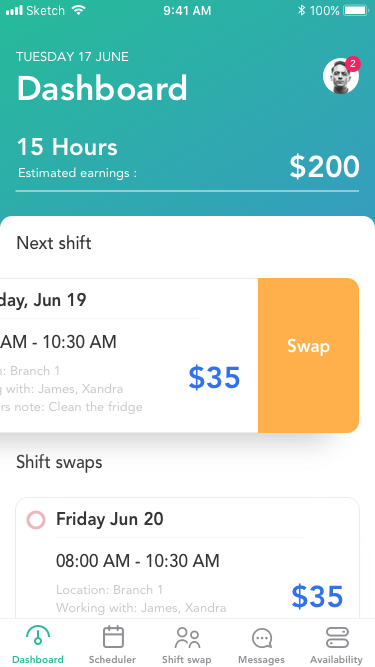 Sketch 9:41 AM 100%
TUESDAY 17 JUNE
Dashboard
2
15 Hours
Estimated earnings :
$200
Next shift
day, Jun 19
AM - 10:30 AM
: Branch 1
with: James, Xandra
note: Clean the fridge
$35
Swap
Shift swaps
Friday Jun 20
08:00 AM - 10:30 AM
Location: Branch 1
Working with: James, Xandra
$35
Dashboard Scheduler Shift swap Messages Availability